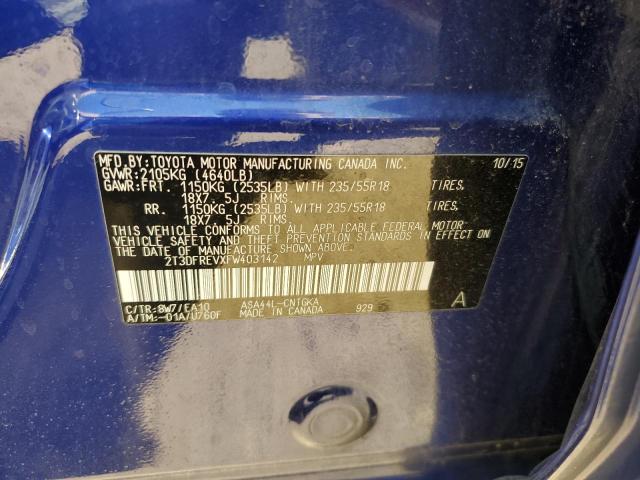 MFD.BY:TOYOTA MOTOR MANUFACTURING CANADA INC. 10/15
GVWR:2105KG (4640LB)
GAWR:FRT. 1150KG (2535LB) WITH 235/55R18 TIRES,
18X7. 5J RIMS.
RR. 1150KG (2535LB) WITH 235/55R18 TIRES,
18X7. 5J RIMS.
THIS VEHICLE CONFORMS TO ALL APPLICABLE FEDERAL MOTOR
VEHICLE SAFETY AND THEFT PREVENTION STANDARDS IN EFFECT ON
THE DATE OF MANUFACTURE SHOWN ABOVE.
2T3DFREVXFW403142 MPV
C/TR:8W7/EA10 ASA44L-CNTGKA A
A/TM:-01A/U760F MADE IN CANADA 929